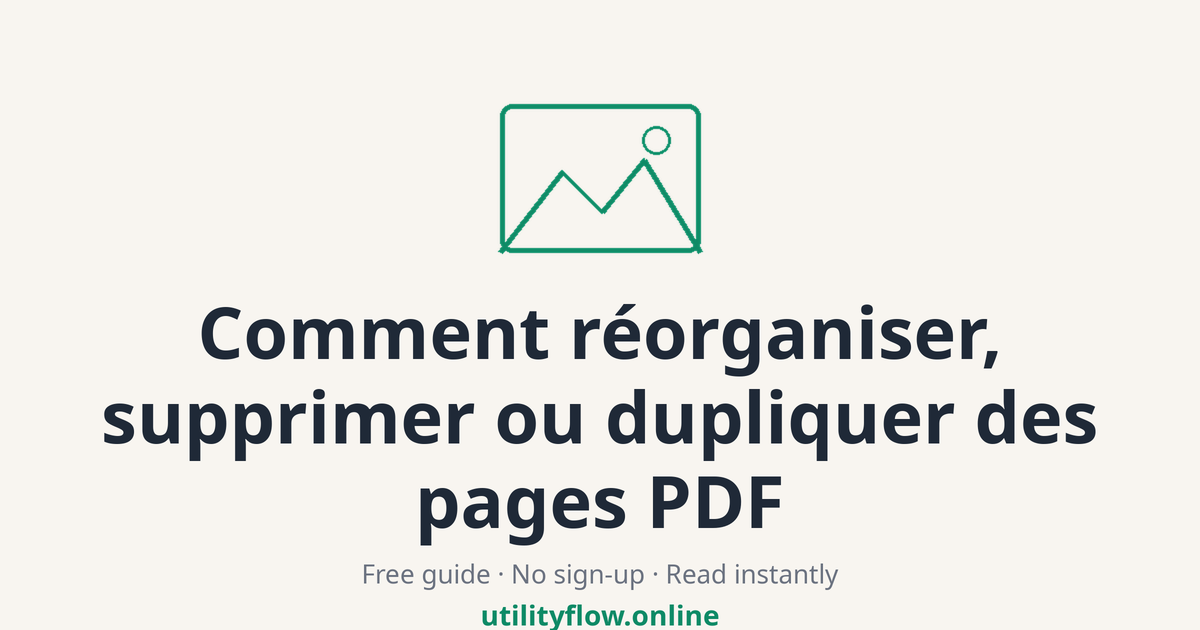 Comment réorganiser,
supprimer ou dupliquer des
pages PDF
Free guide · No sign-up · Read instantly
utilityflow.online